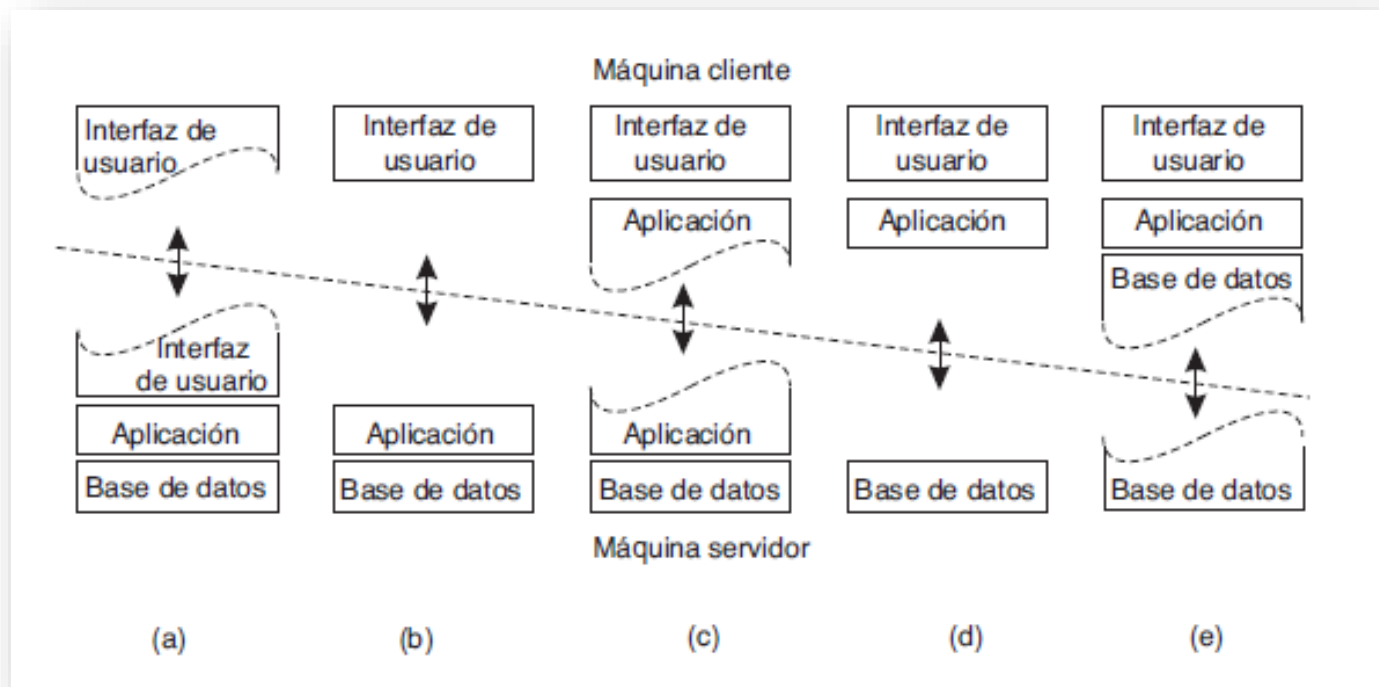 Máquina cliente
Interfaz de
usuario
Interfaz de
usuario
Interfaz de
usuario
Interfaz de
usuario
Interfaz de
usuario
Aplicación
Aplicación
Aplicación
Base de datos
Interfaz
de usuario
Aplicación
Aplicación
Aplicación
Base de datos
Base de datos
Base de datos
Base de datos
Base de datos
Máquina servidor
(a)
(b)
(c)
(d)
(e)